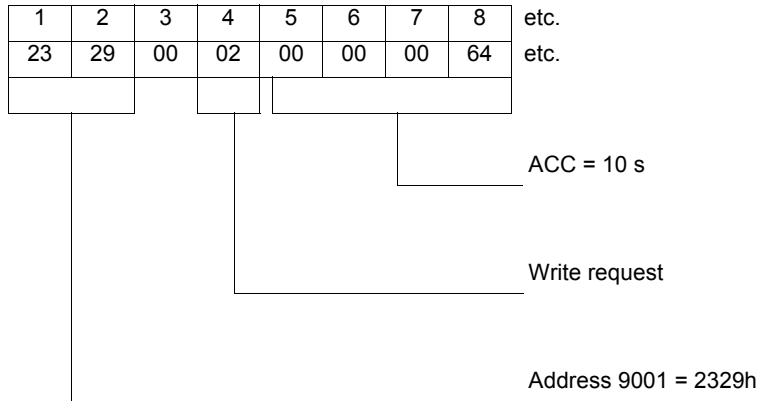 1 2 3 4 5 6 7 8 etc.
23 29 00 02 00 00 00 64 etc.
ACC = 10 s
Write request
Address 9001 = 2329h